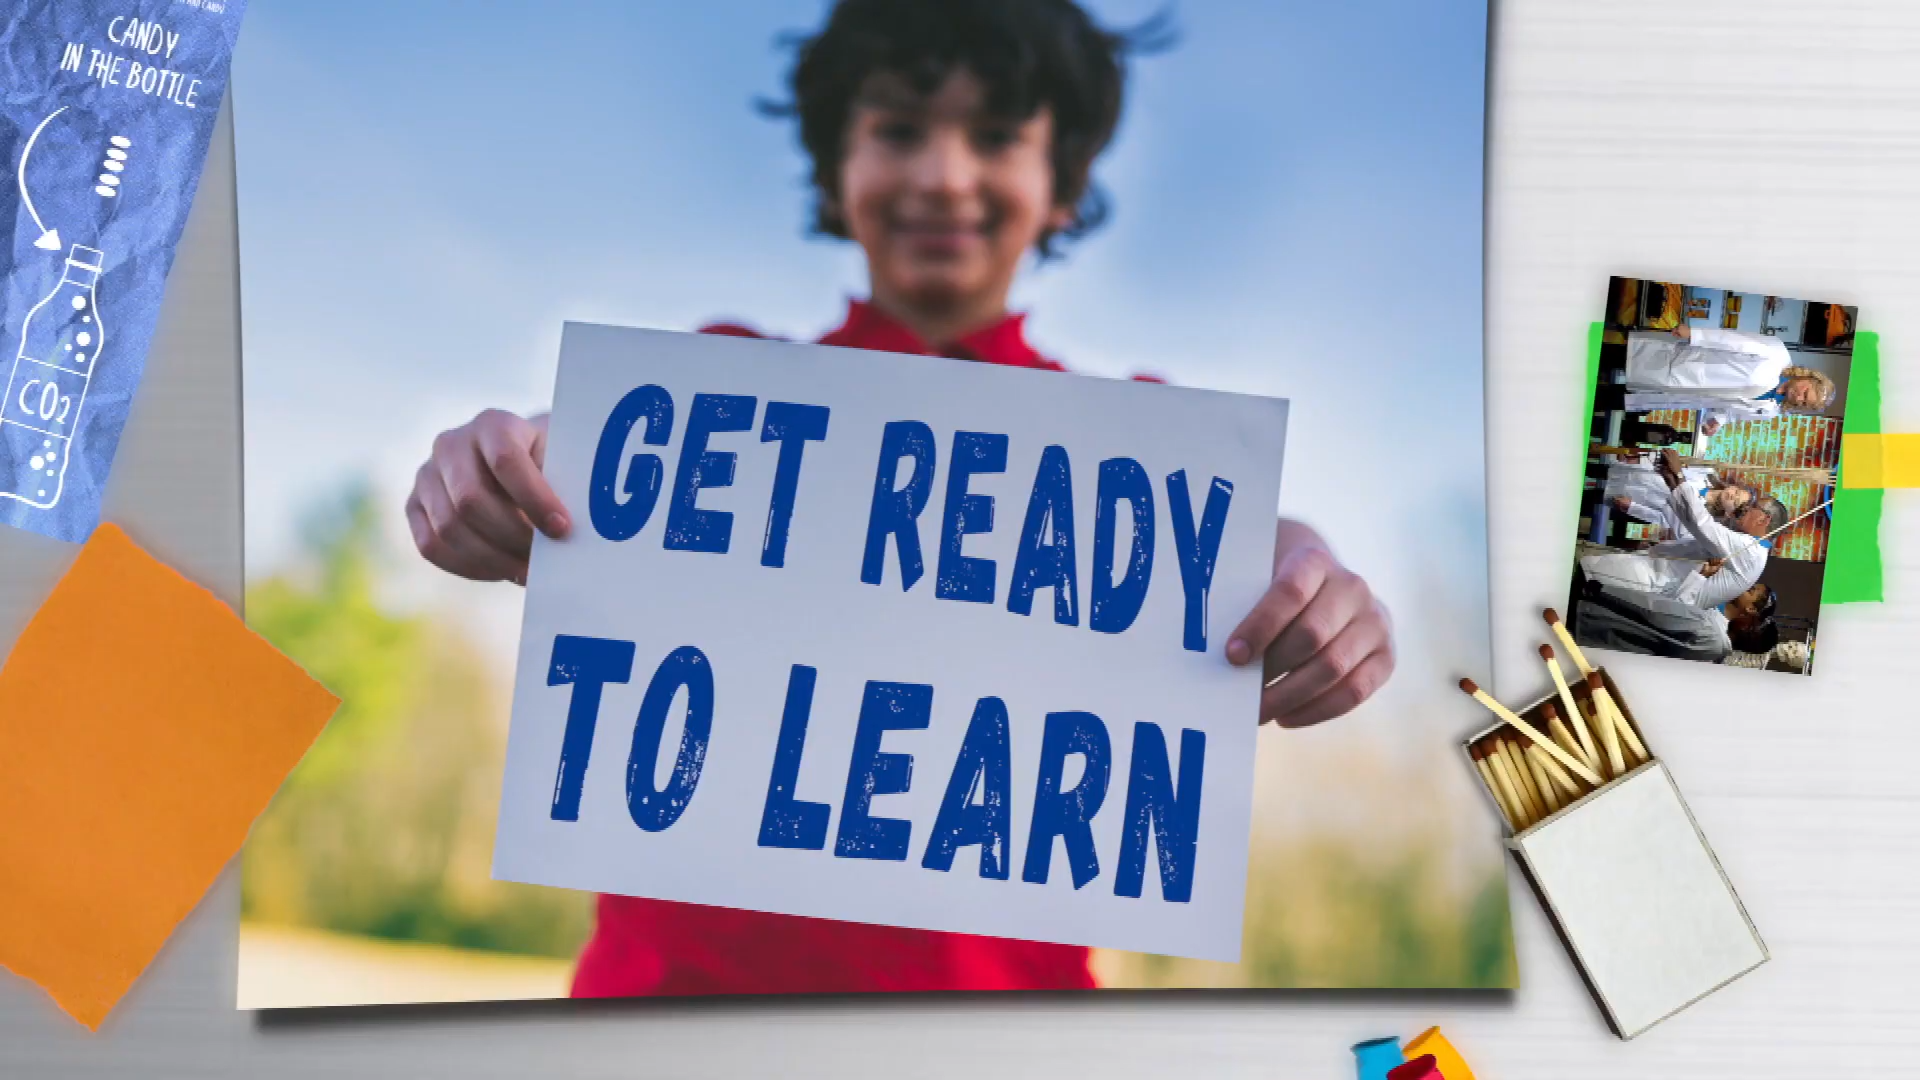 CANDY
IN THE BOTTLE
CO2
GET READY
TO LEARN